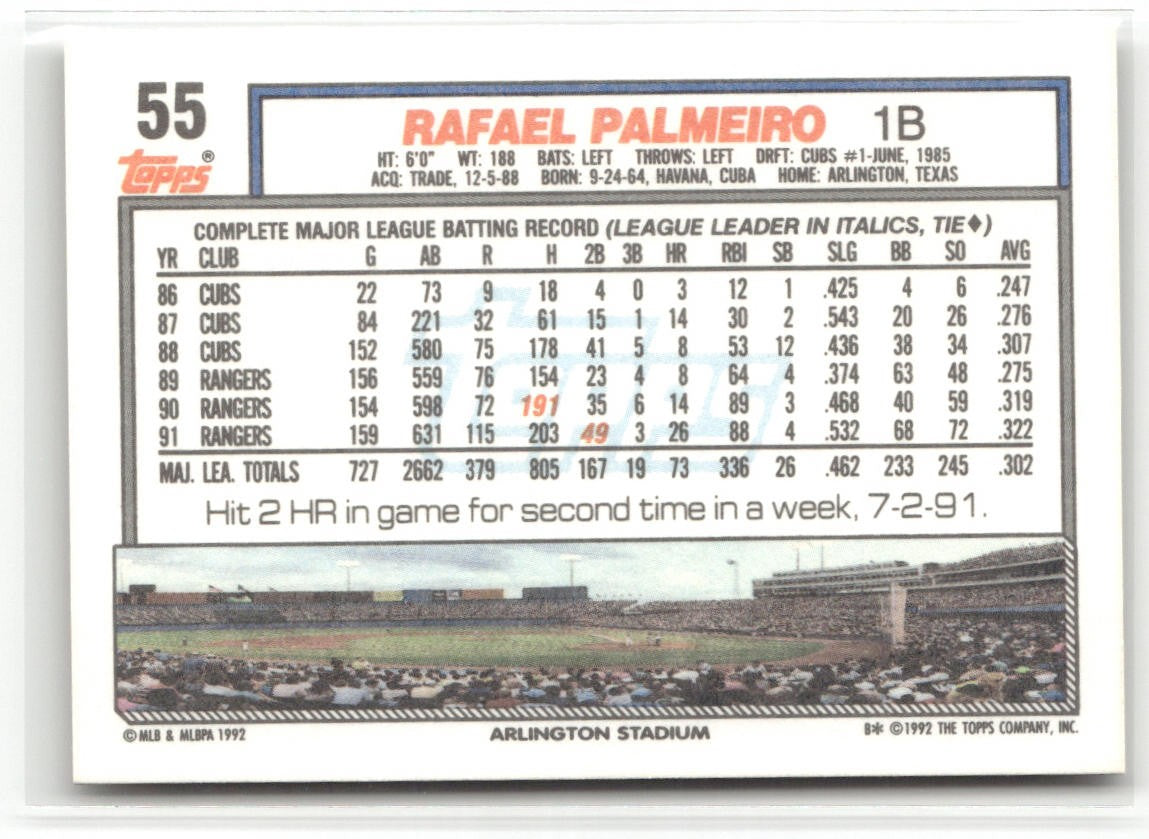 55
RAFAEL PALMEIRO 1B
topps®
HT: 6'0" WT: 188 BATS: LEFT THROWS: LEFT DRFT: CUBS #1-JUNE, 1985
ACQ: TRADE, 12-5-88 BORN: 9-24-64, HAVANA, CUBA HOME: ARLINGTON, TEXAS
COMPLETE MAJOR LEAGUE BATTING RECORD (LEAGUE LEADER IN ITALICS, TIE♦)
YR CLUB G AB R H 2B 3B HR RBI SB SLG BB SO AVG
86 CUBS 22 73 9 18 4 0 3 12 1 .425 4 6 .247
87 CUBS 84 221 32 61 15 1 14 30 2 .543 20 26 .276
88 CUBS 152 580 75 178 41 5 8 53 12 .436 38 34 .307
89 RANGERS 156 559 76 154 23 4 8 64 4 .374 63 48 .275
90 RANGERS 154 598 72 191 35 6 14 89 3 .468 40 59 .319
91 RANGERS 159 631 115 203 49 3 26 88 4 .532 68 72 .322
MAJ. LEA. TOTALS 727 2662 379 805 167 19 73 336 26 .462 233 245 .302
topps
Hit 2 HR in game for second time in a week, 7-2-91.
© MLB & MLBPA 1992 ARLINGTON STADIUM B* ©1992 THE TOPPS COMPANY, INC.